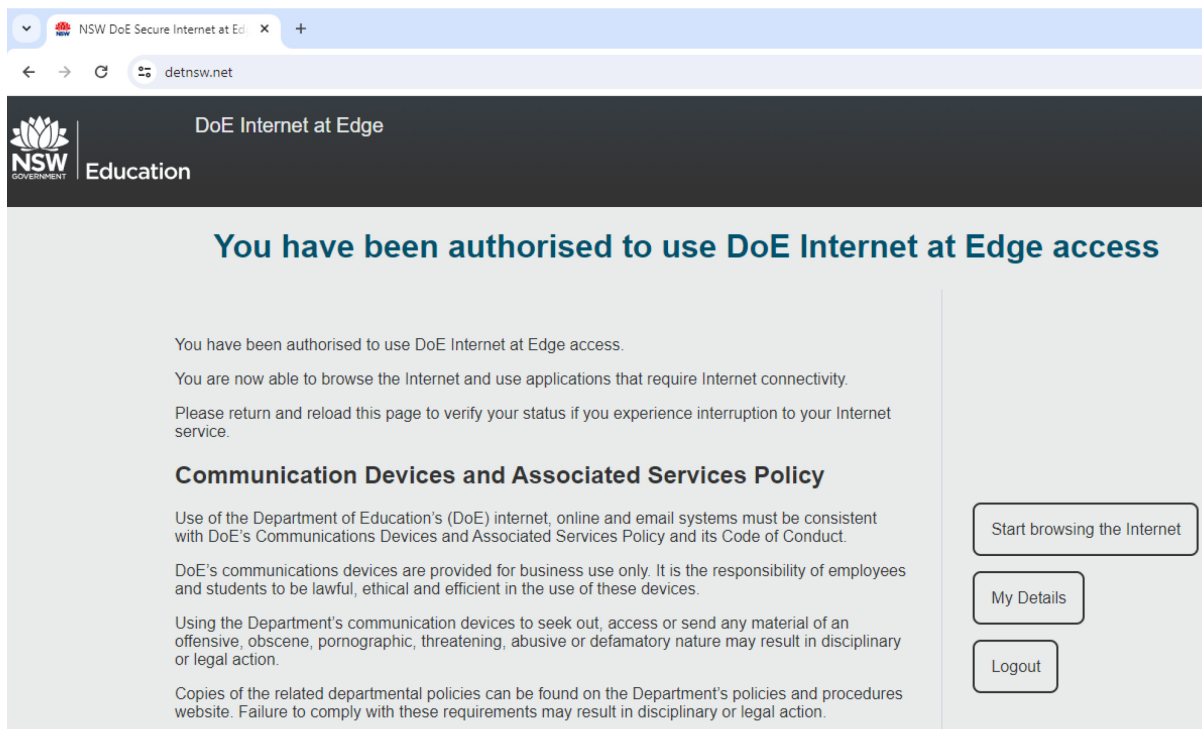 NSW DoE Secure Internet at Ed
detnsw.net
DoE Internet at Edge
NSW
GOVERNMENT
Education
You have been authorised to use DoE Internet at Edge access
You have been authorised to use DoE Internet at Edge access.
You are now able to browse the Internet and use applications that require Internet connectivity.
Please return and reload this page to verify your status if you experience interruption to your Internet
service.
Communication Devices and Associated Services Policy
Use of the Department of Education's (DoE) internet, online and email systems must be consistent
with DoE's Communications Devices and Associated Services Policy and its Code of Conduct.
DoE's communications devices are provided for business use only. It is the responsibility of employees
and students to be lawful, ethical and efficient in the use of these devices.
Using the Department's communication devices to seek out, access or send any material of an
offensive, obscene, pornographic, threatening, abusive or defamatory nature may result in disciplinary
or legal action.
Copies of the related departmental policies can be found on the Department's policies and procedures
website. Failure to comply with these requirements may result in disciplinary or legal action.
Start browsing the Internet
My Details
Logout